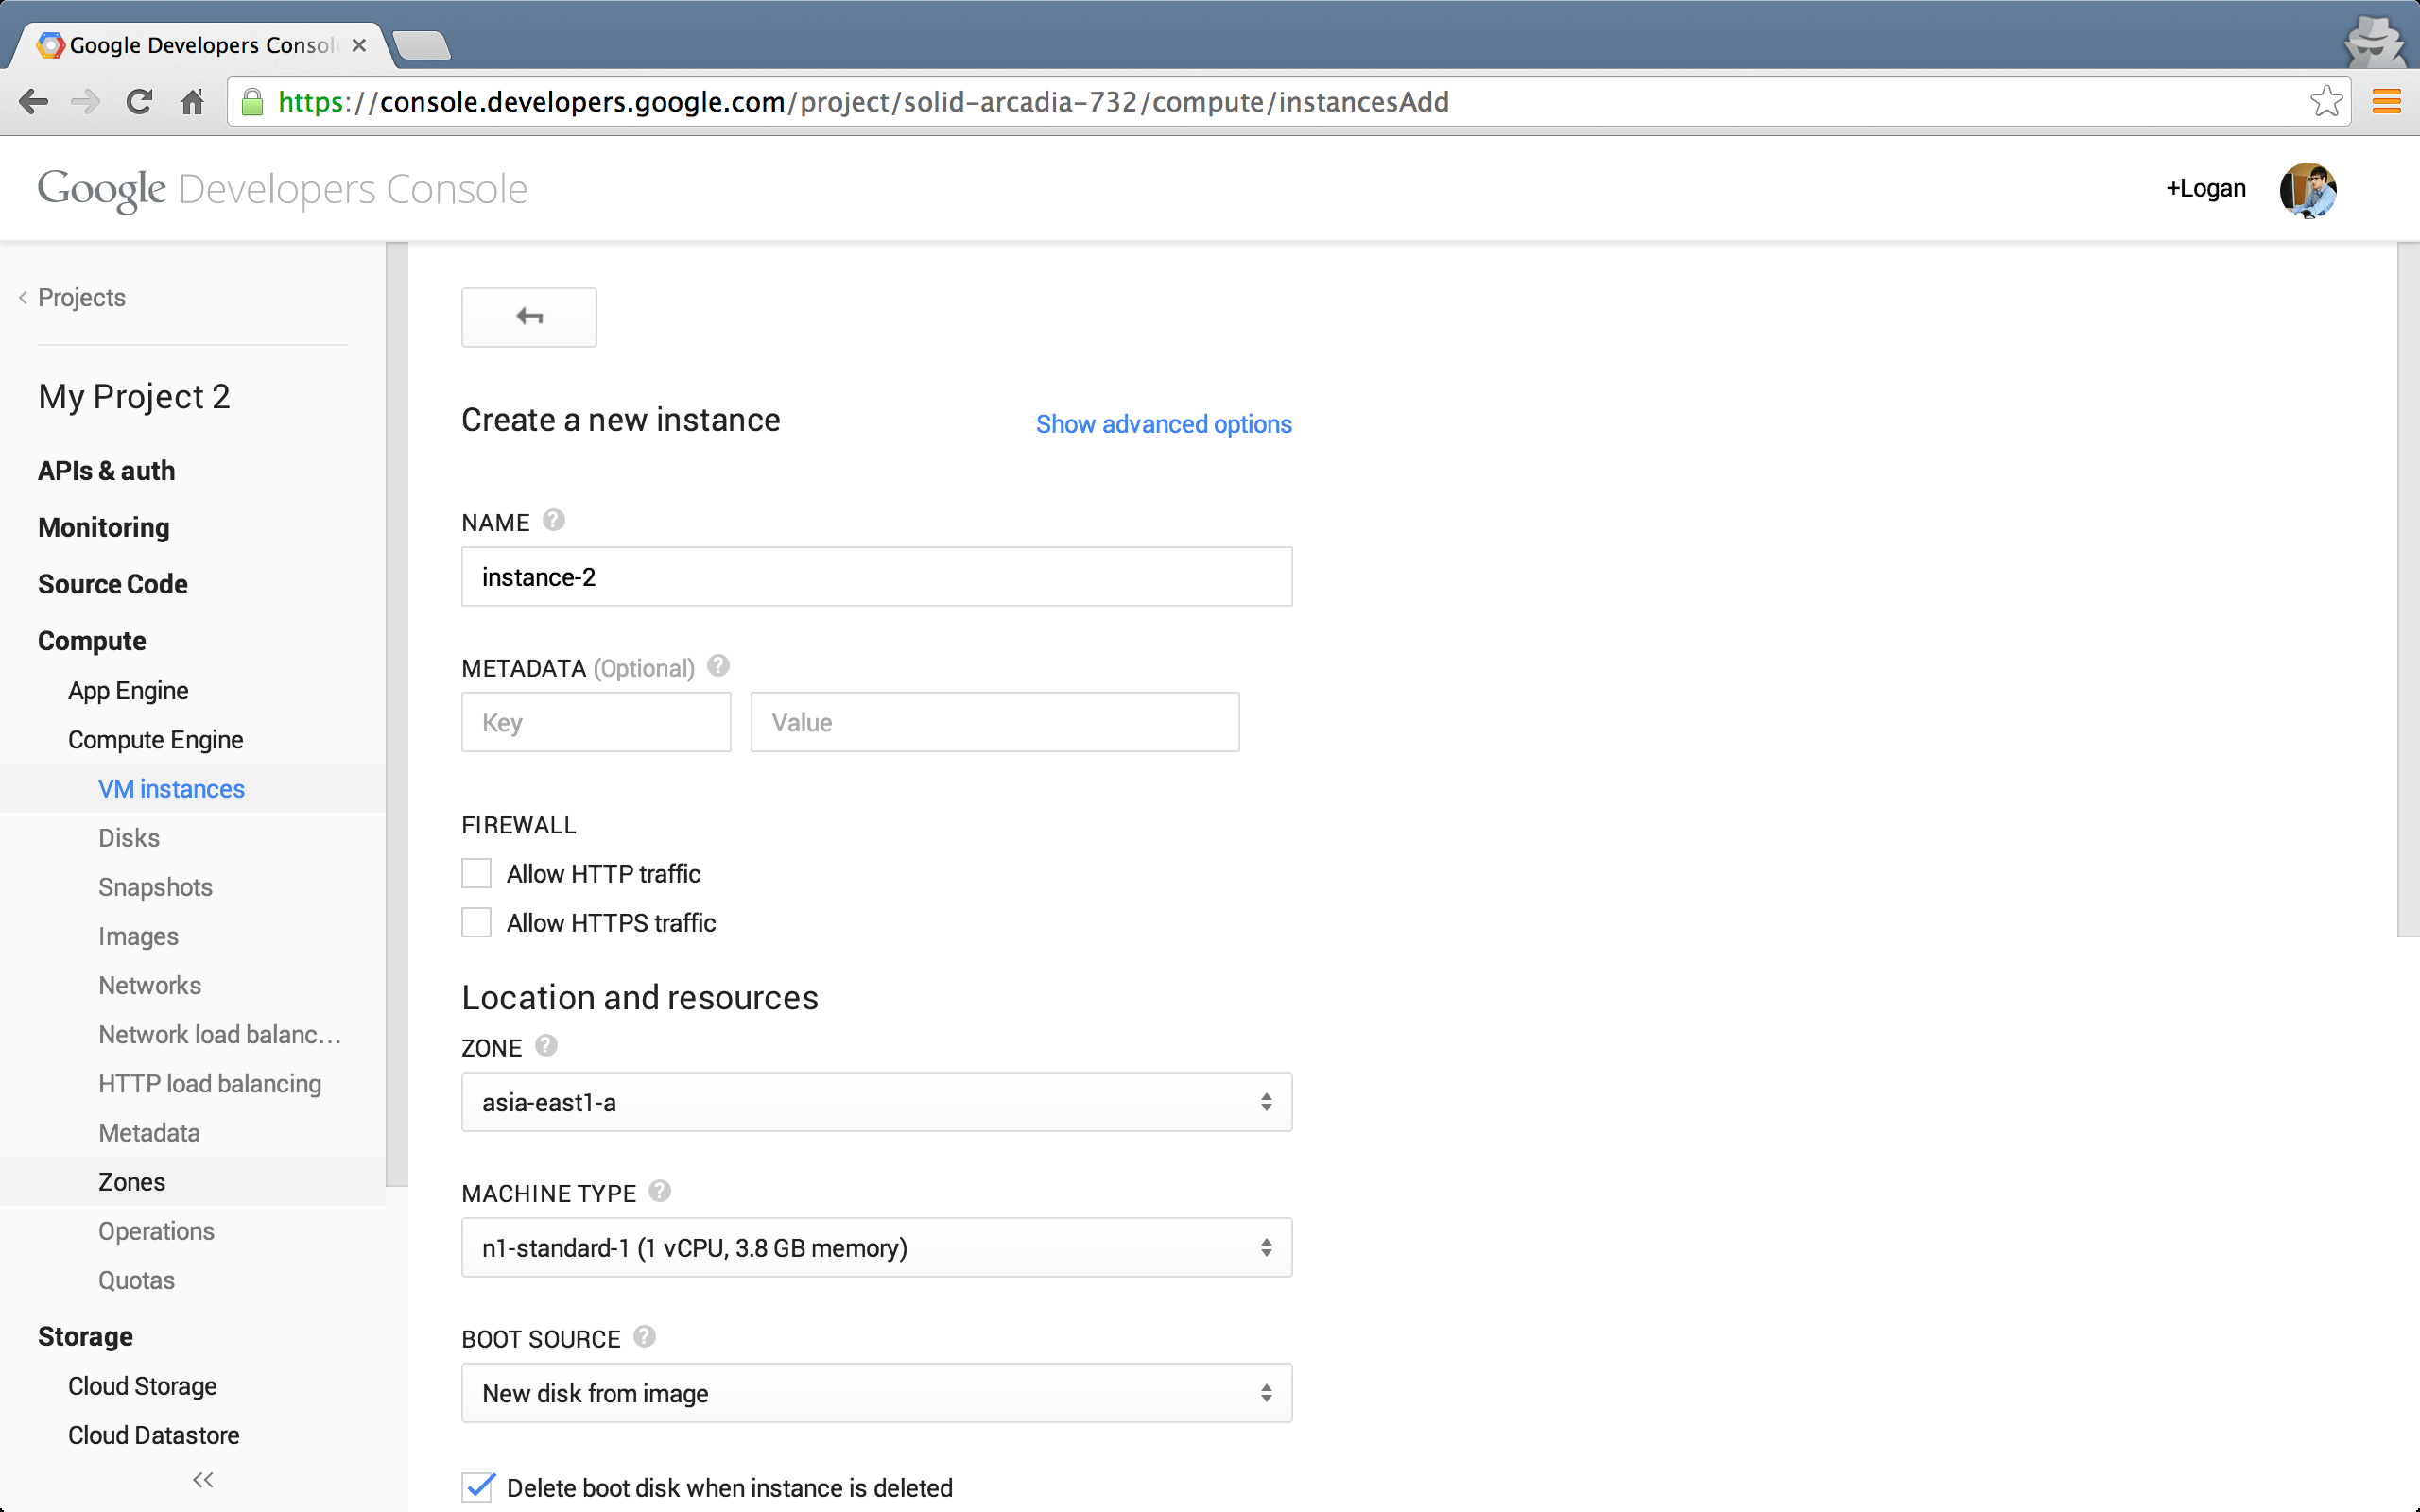 Google Developers Consol
https://console.developers.google.com/project/solid-arcadia-732/compute/instancesAdd
Google Developers Console
+Logan
Projects
My Project 2
APIs & auth
Monitoring
Source Code
Compute
App Engine
Compute Engine
VM instances
Disks
Snapshots
Images
Networks
Network load balanc...
HTTP load balancing
Metadata
Zones
Operations
Quotas
Storage
Cloud Storage
Cloud Datastore
Create a new instance
Show advanced options
NAME ?
instance-2
METADATA (Optional) ?
Key
Value
FIREWALL
Allow HTTP traffic
Allow HTTPS traffic
Location and resources
ZONE ?
asia-east1-a
MACHINE TYPE ?
n1-standard-1 (1 vCPU, 3.8 GB memory)
BOOT SOURCE ?
New disk from image
Delete boot disk when instance is deleted